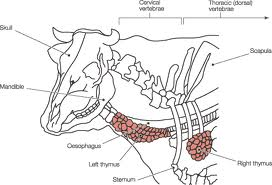 Cervical
vertebrae
Thoracic (dorsal)
vertebrae
Skull
Scapula
Mandible
Oesophagus
Left thymus
Right thymus
Sternum